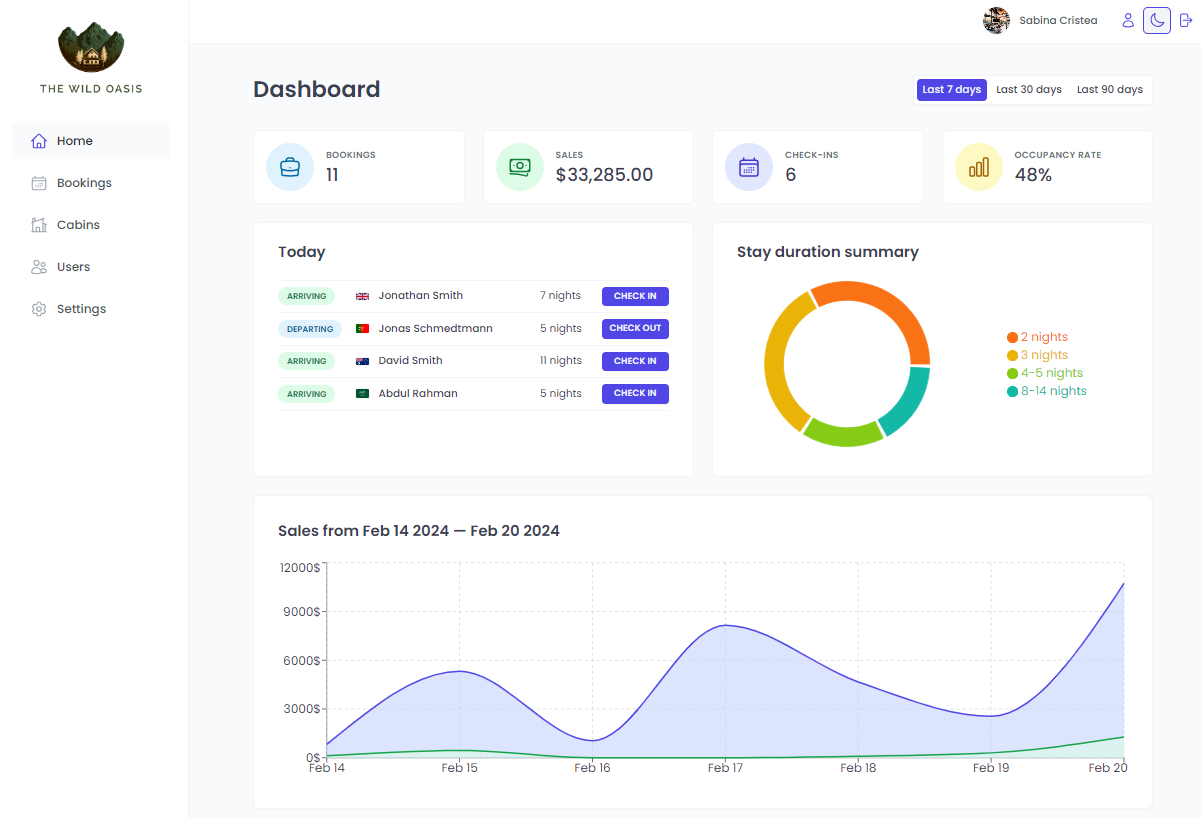 THE WILD OASIS
Home
Bookings
Cabins
Users
Settings
Sabina Cristea
Dashboard
Last 7 days Last 30 days Last 90 days
BOOKINGS
11
SALES
$33,285.00
CHECK-INS
6
OCCUPANCY RATE
48%
Today
ARRIVING Jonathan Smith 7 nights CHECK IN
DEPARTING Jonas Schmedtmann 5 nights CHECK OUT
ARRIVING David Smith 11 nights CHECK IN
ARRIVING Abdul Rahman 5 nights CHECK IN
Stay duration summary
2 nights
3 nights
4-5 nights
8-14 nights
Sales from Feb 14 2024 — Feb 20 2024
12000$
9000$
6000$
3000$
0$
Feb 14 Feb 15 Feb 16 Feb 17 Feb 18 Feb 19 Feb 20